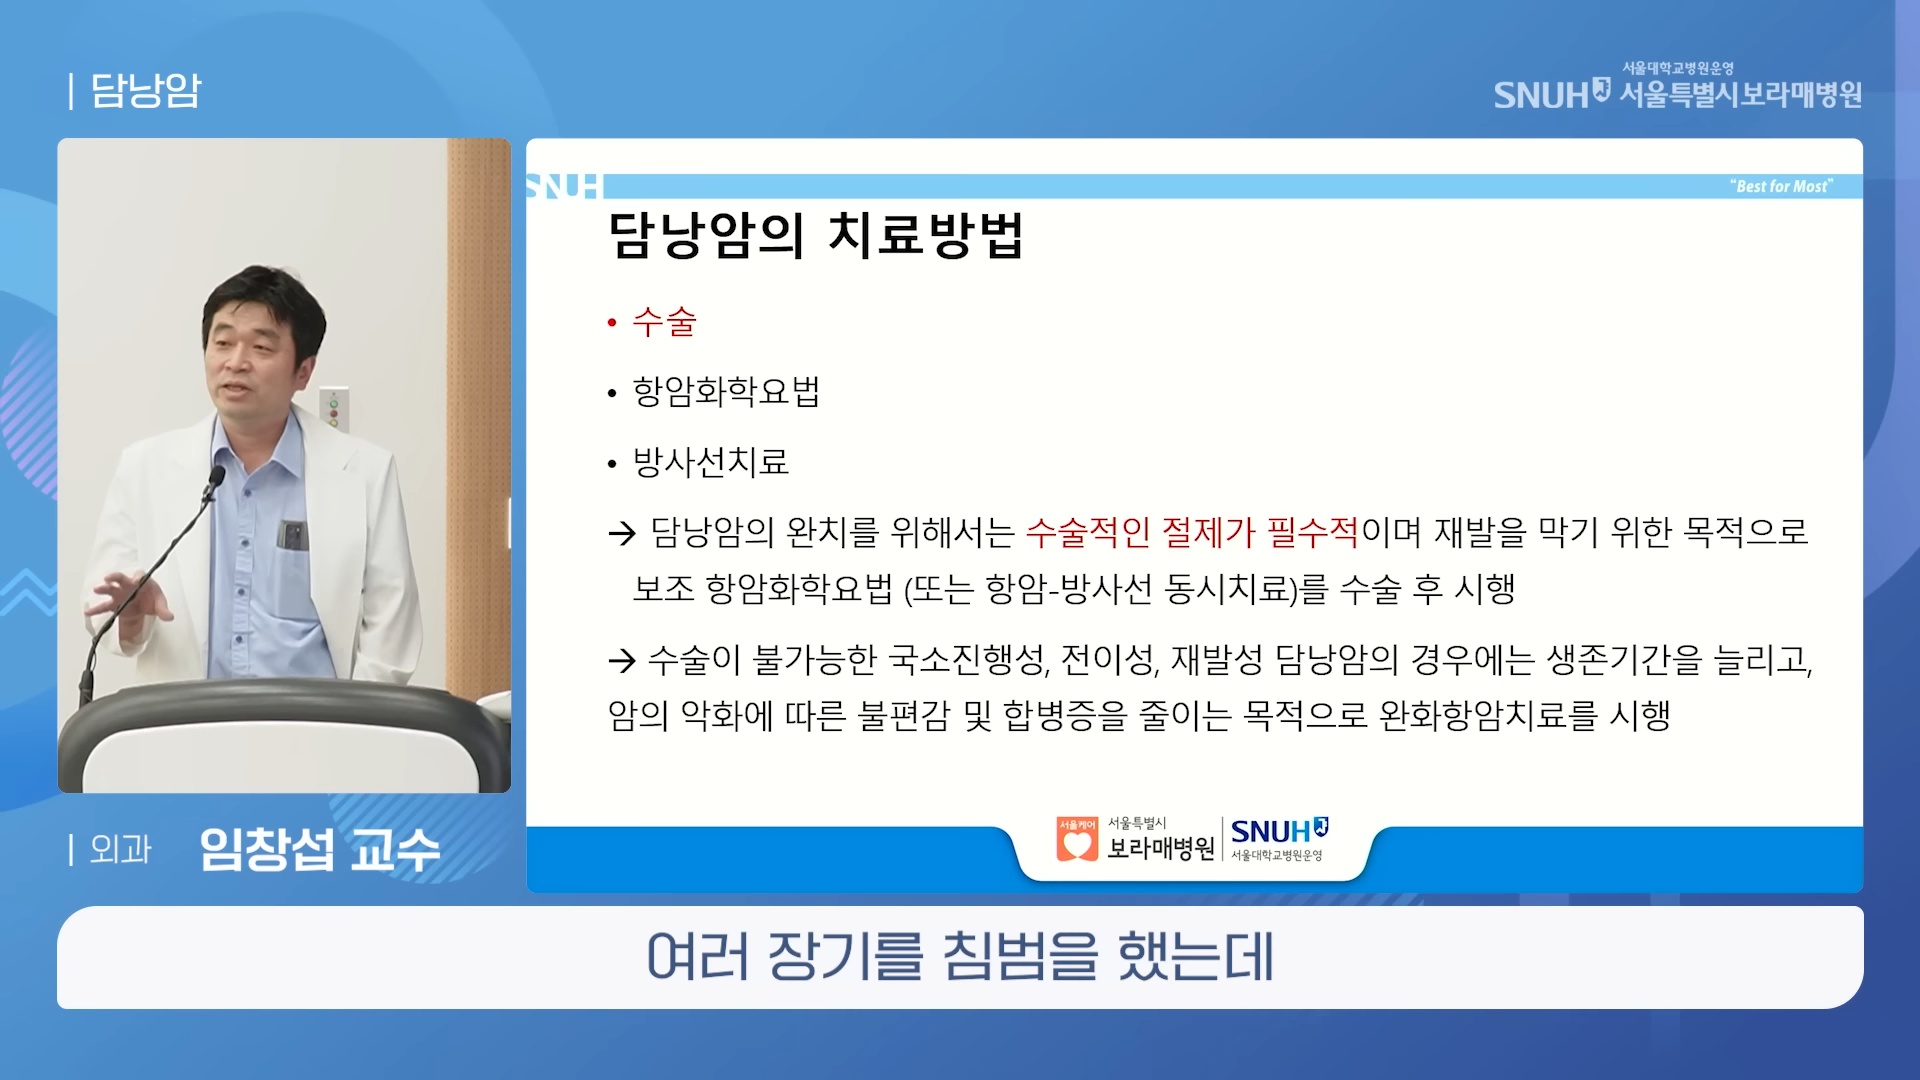 담낭암
서울대학교병원운영
SNUH 서울특별시보라매병원
SNUH
“Best for Most”
담낭암의 치료방법
• 수술
• 항암화학요법
• 방사선치료
→ 담낭암의 완치를 위해서는 수술적인 절제가 필수적이며 재발을 막기 위한 목적으로
보조 항암화학요법 (또는 항암-방사선 동시치료)를 수술 후 시행
→ 수술이 불가능한 국소진행성, 전이성, 재발성 담낭암의 경우에는 생존기간을 늘리고,
암의 악화에 따른 불편감 및 합병증을 줄이는 목적으로 완화항암치료를 시행
서울케어
서울특별시
보라매병원
SNUH
서울대학교병원운영
외과 임창섭 교수
여러 장기를 침범을 했는데